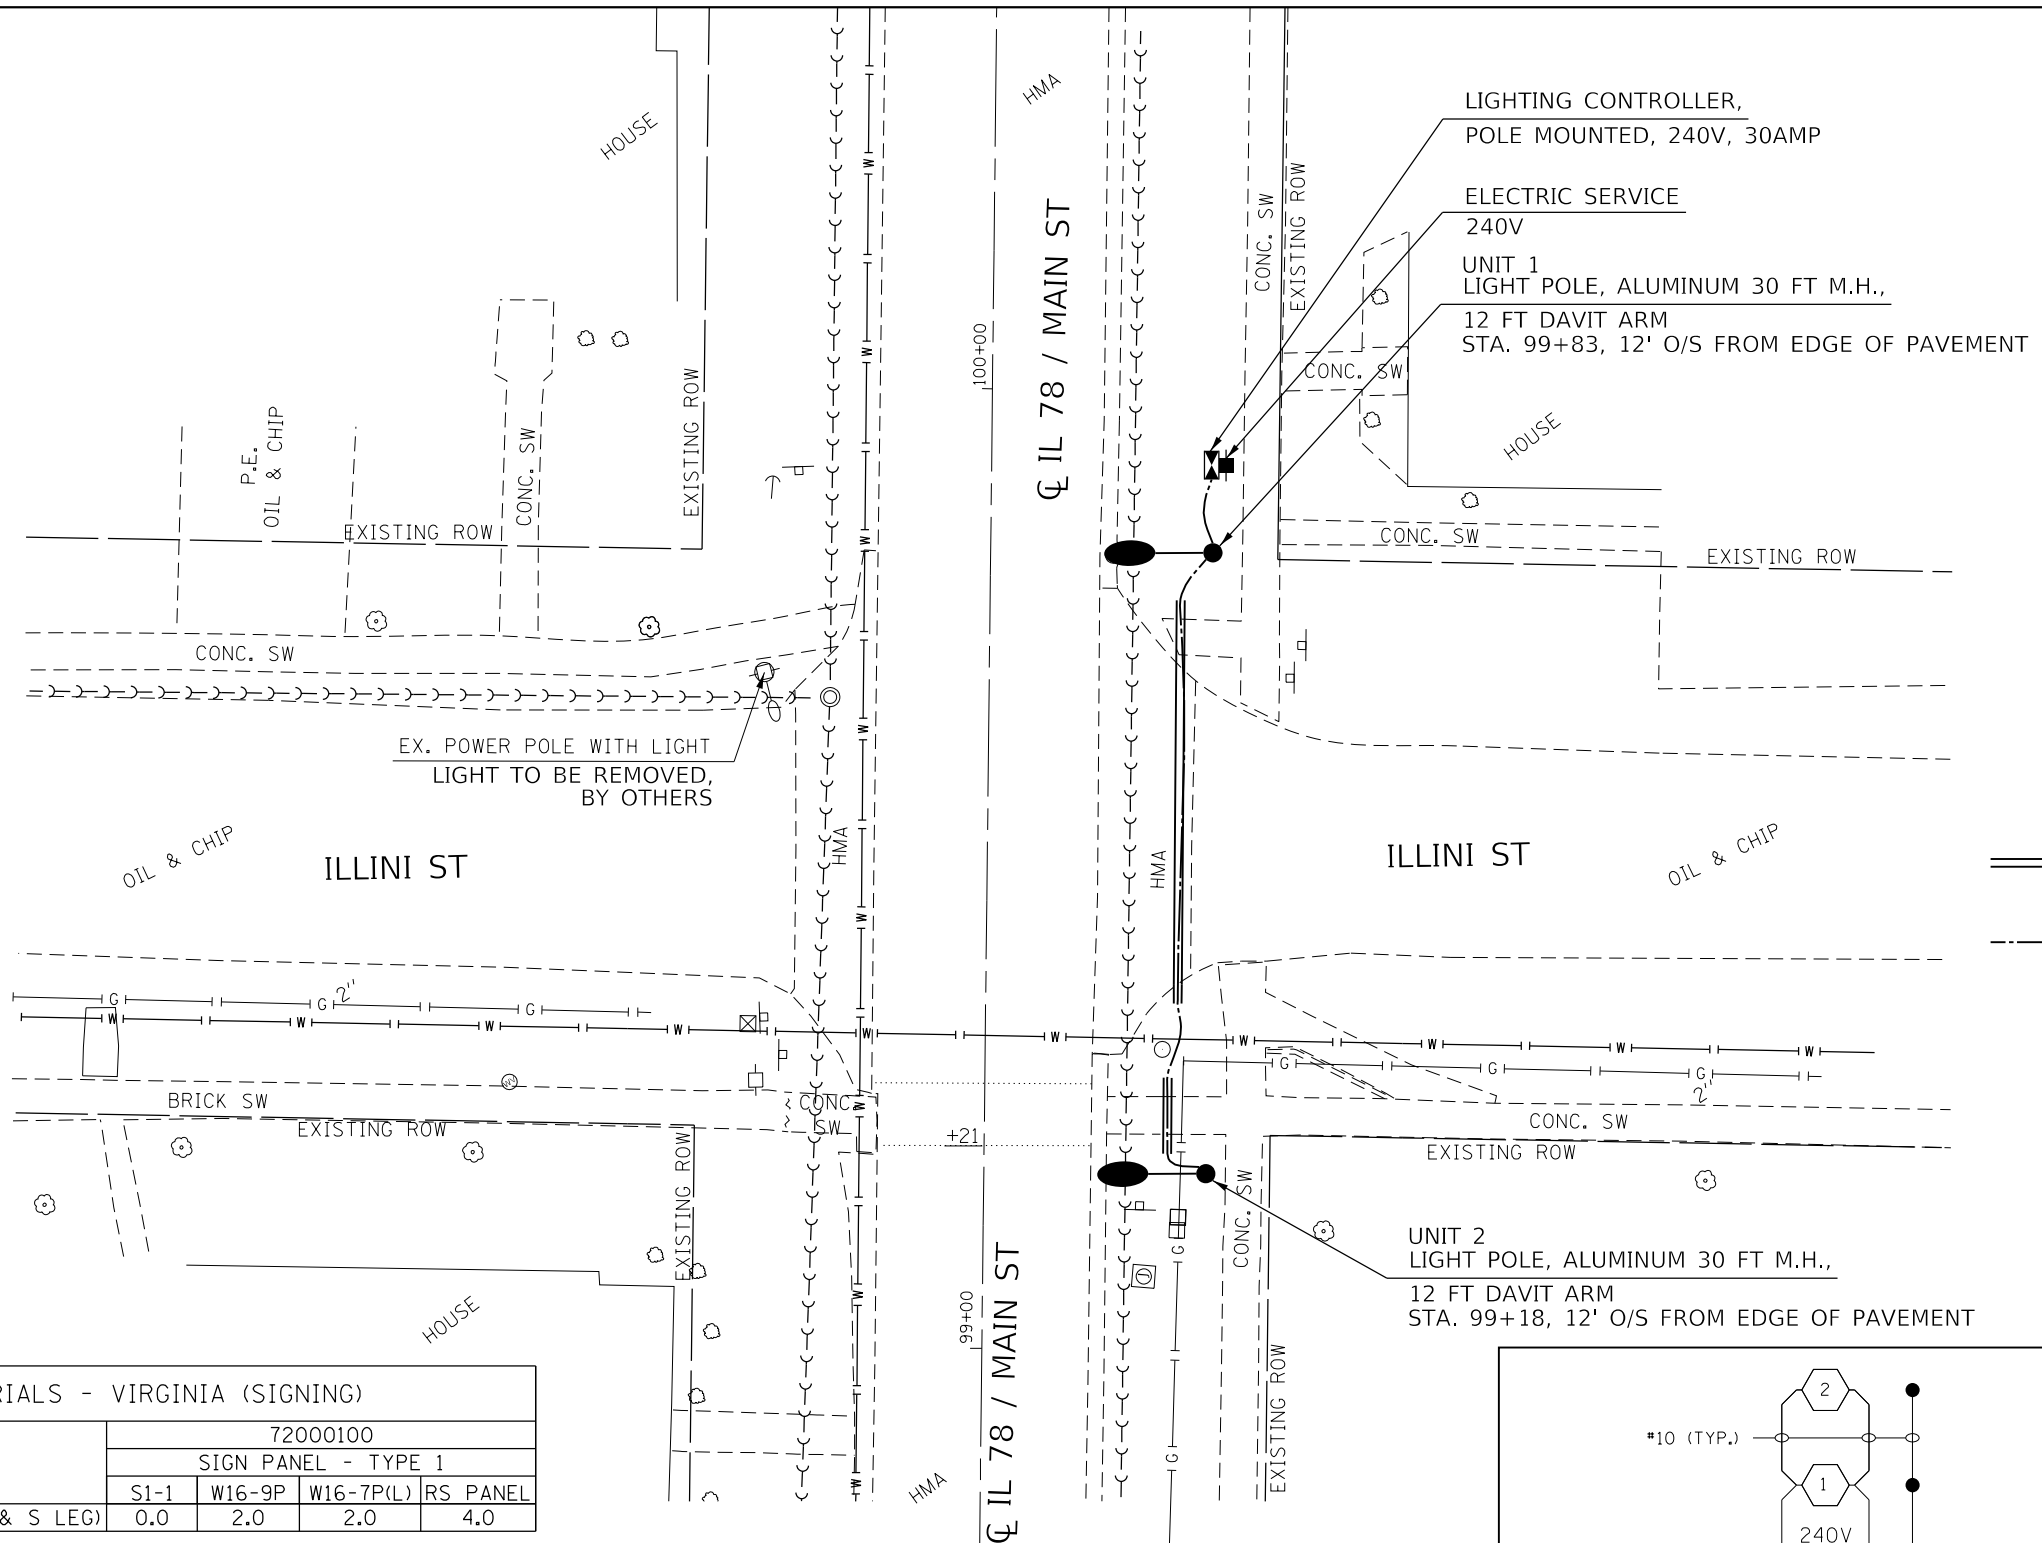 HMA
HOUSE
LIGHTING CONTROLLER,
POLE MOUNTED, 240V, 30AMP
ELECTRIC SERVICE
240V
UNIT 1
LIGHT POLE, ALUMINUM 30 FT M.H.,
12 FT DAVIT ARM
STA. 99+83, 12' O/S FROM EDGE OF PAVEMENT
CONC. SW
EXISTING ROW
℄ IL 78 / MAIN ST
100+00
CONC. SW
HOUSE
P.E.
OIL & CHIP
CONC. SW
EXISTING ROW
EXISTING ROW
CONC. SW
EXISTING ROW
W
W
W
W
W
W
W
W
CONC. SW
EX. POWER POLE WITH LIGHT
LIGHT TO BE REMOVED,
BY OTHERS
OIL & CHIP
ILLINI ST
HMA
HMA
ILLINI ST
OIL & CHIP
G G 2" G
W W W W W W W W W W
G G G
2"
WV
BRICK SW
EXISTING ROW
CONC.
SW
+21
CONC. SW
EXISTING ROW
EXISTING ROW
CONC. SW
G
UNIT 2
LIGHT POLE, ALUMINUM 30 FT M.H.,
12 FT DAVIT ARM
STA. 99+18, 12' O/S FROM EDGE OF PAVEMENT
HOUSE
99+00
℄ IL 78 / MAIN ST
EXISTING ROW
W
W
W
W
W
G
HMA
RIALS - VIRGINIA (SIGNING)
72000100
SIGN PANEL - TYPE 1
S1-1 W16-9P W16-7P(L) RS PANEL
& S LEG) 0.0 2.0 2.0 4.0
2
#10 (TYP.)
1
240V